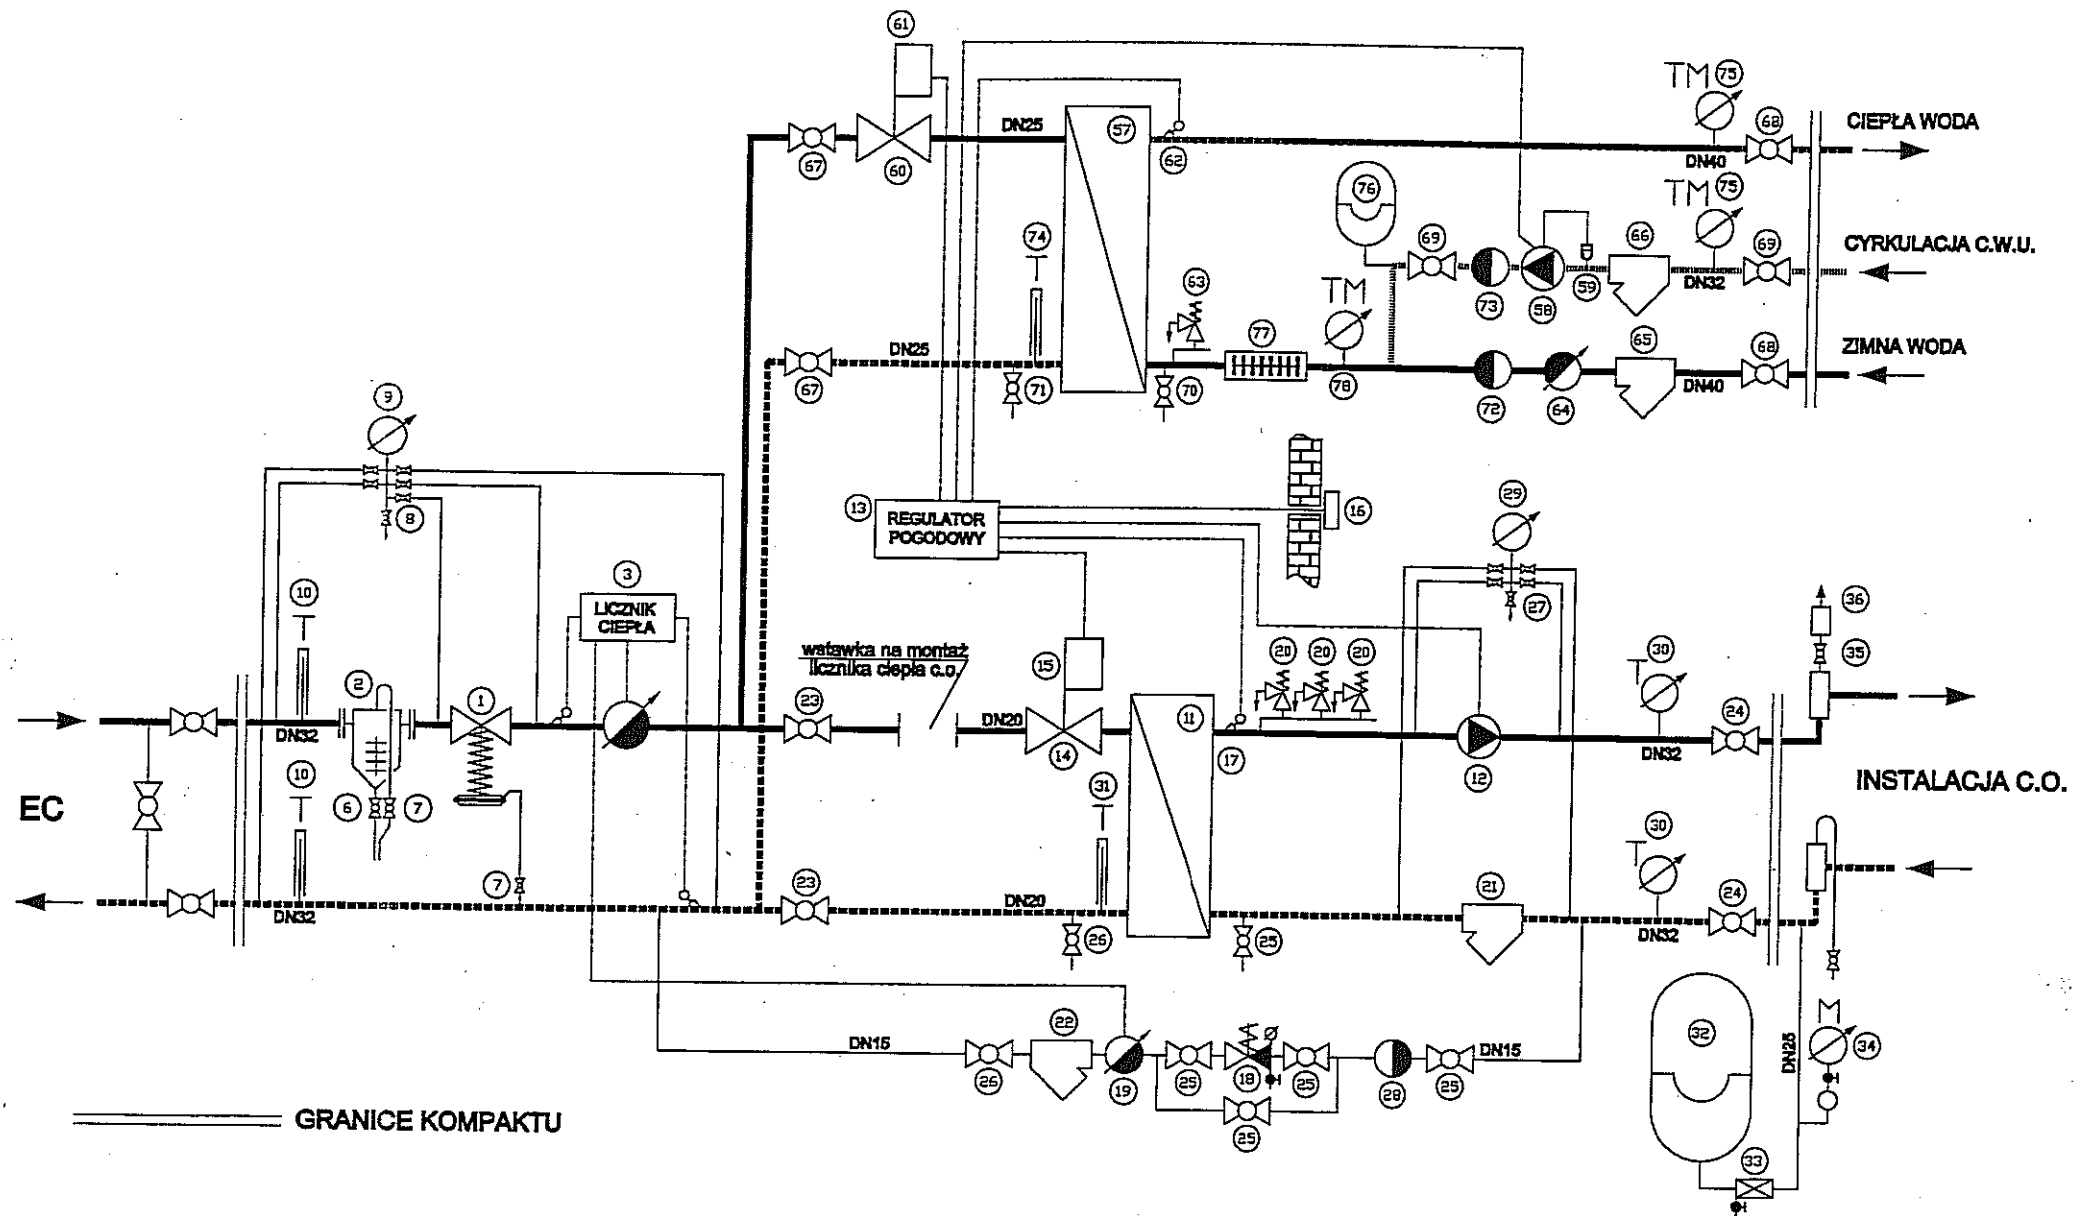 61
TM 75
CIEPŁA WODA
DN25
57
68
67
60
62
DN40
76
TM 75
74
69
66
69
CYRKULACJA C.W.U.
63
TM
73
58
59
DN32
DN25
77
65
68
ZIMNA WODA
67
71
70
78
72
64
DN40
9
8
13
REGULATOR
POGODOWY
16
29
27
10
3
LICZNIK
CIEPŁA
wstawka na montaż
licznika ciepła c.o.
15
20
20
20
T
30
36
35
2
1
23
DN20
11
24
DN32
14
17
12
DN32
EC
10
6
7
31
INSTALACJA C.O.
T
30
7
23
DN20
21
24
DN32
26
25
DN32
DN15
22
32
M
34
DN25
26
19
25
18
25
28
25
DN15
25
GRANICE KOMPAKTU
33